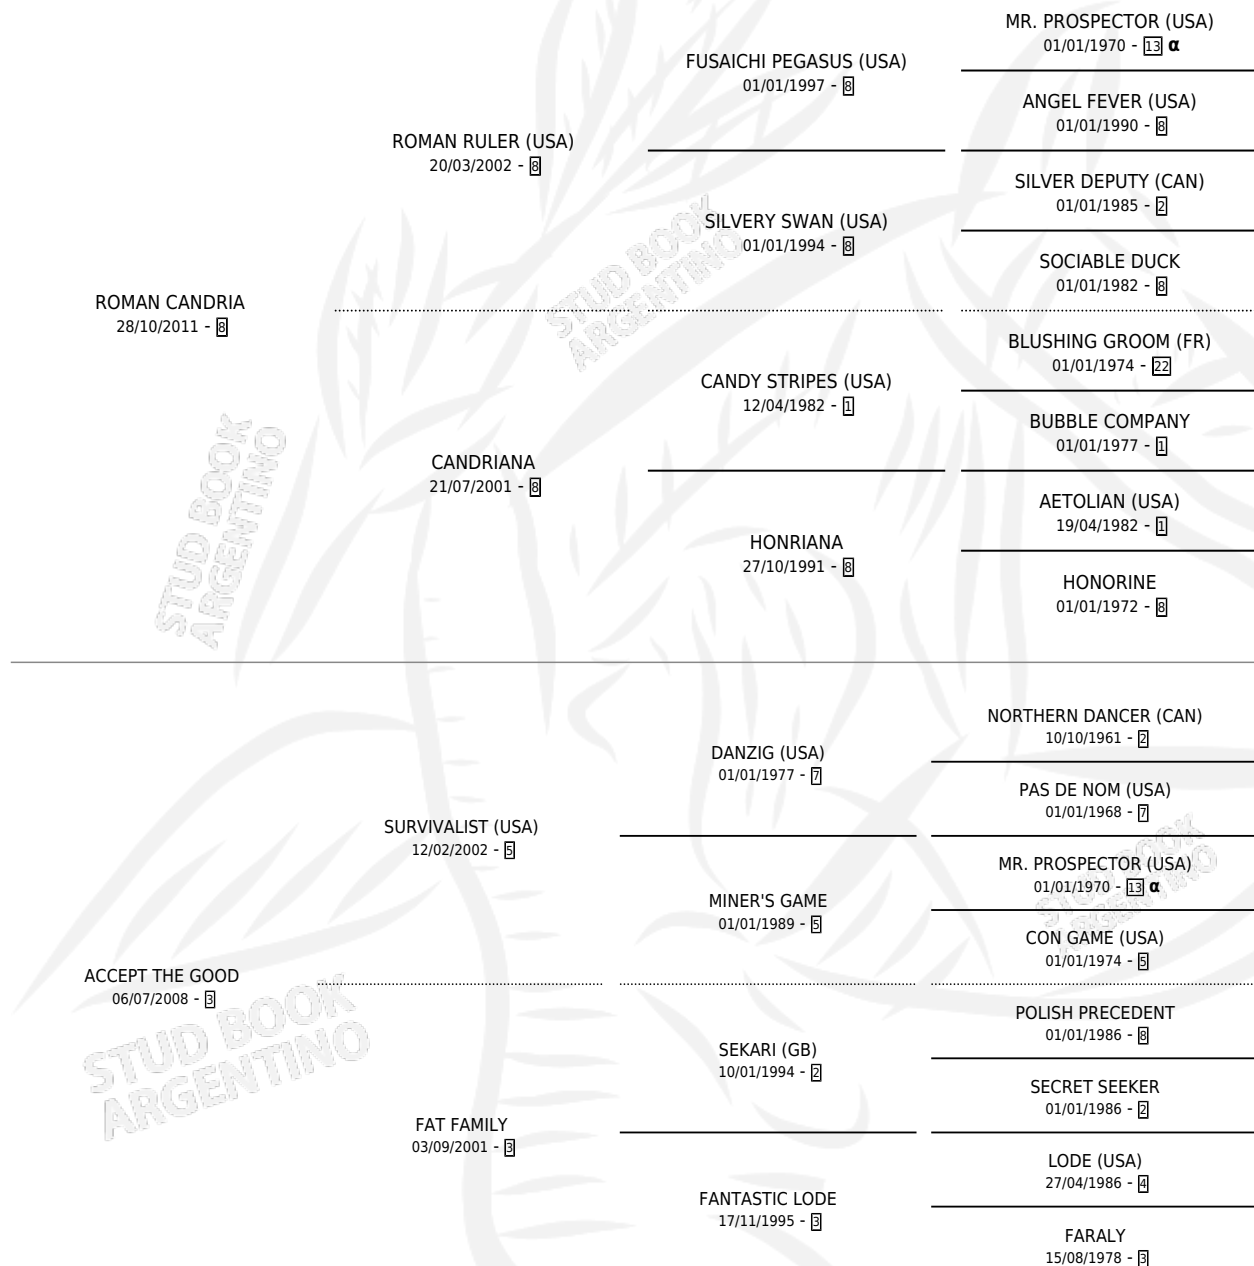 MR. PROSPECTOR (USA)
01/01/1970 - 13 α
FUSAICHI PEGASUS (USA)
01/01/1997 - 8
ANGEL FEVER (USA)
01/01/1990 - 8
ROMAN RULER (USA)
20/03/2002 - 8
SILVER DEPUTY (CAN)
01/01/1985 - 2
SILVERY SWAN (USA)
01/01/1994 - 8
SOCIABLE DUCK
01/01/1982 - 8
ROMAN CANDRIA
28/10/2011 - 8
BLUSHING GROOM (FR)
01/01/1974 - 22
CANDY STRIPES (USA)
12/04/1982 - 1
BUBBLE COMPANY
01/01/1977 - 1
CANDRIANA
21/07/2001 - 8
AETOLIAN (USA)
19/04/1982 - 1
HONRIANA
27/10/1991 - 8
HONORINE
01/01/1972 - 8
NORTHERN DANCER (CAN)
10/10/1961 - 2
DANZIG (USA)
01/01/1977 - 7
PAS DE NOM (USA)
01/01/1968 - 7
SURVIVALIST (USA)
12/02/2002 - 5
MR. PROSPECTOR (USA)
01/01/1970 - 13 α
MINER'S GAME
01/01/1989 - 5
CON GAME (USA)
01/01/1974 - 5
ACCEPT THE GOOD
06/07/2008 - 3
POLISH PRECEDENT
01/01/1986 - 8
SEKARI (GB)
10/01/1994 - 2
SECRET SEEKER
01/01/1986 - 2
FAT FAMILY
03/09/2001 - 3
LODE (USA)
27/04/1986 - 4
FANTASTIC LODE
17/11/1995 - 3
FARALY
15/08/1978 - 3
STUD BOOK
ARGENTINO
STUD BOOK
ARGENTINO
STUD BOOK
ARGENTINO
STUD BOOK
ARGENTINO